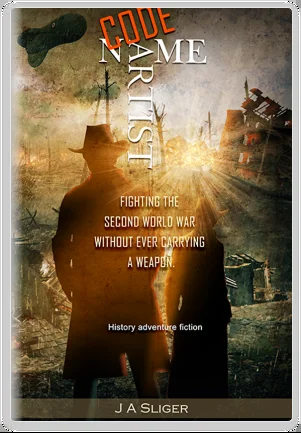 CODE
NAME
ARTIST
FIGHTING THE
SECOND WORLD WAR
WITHOUT EVER CARRYING
A WEAPON.
History adventure fiction
J A SLIGER